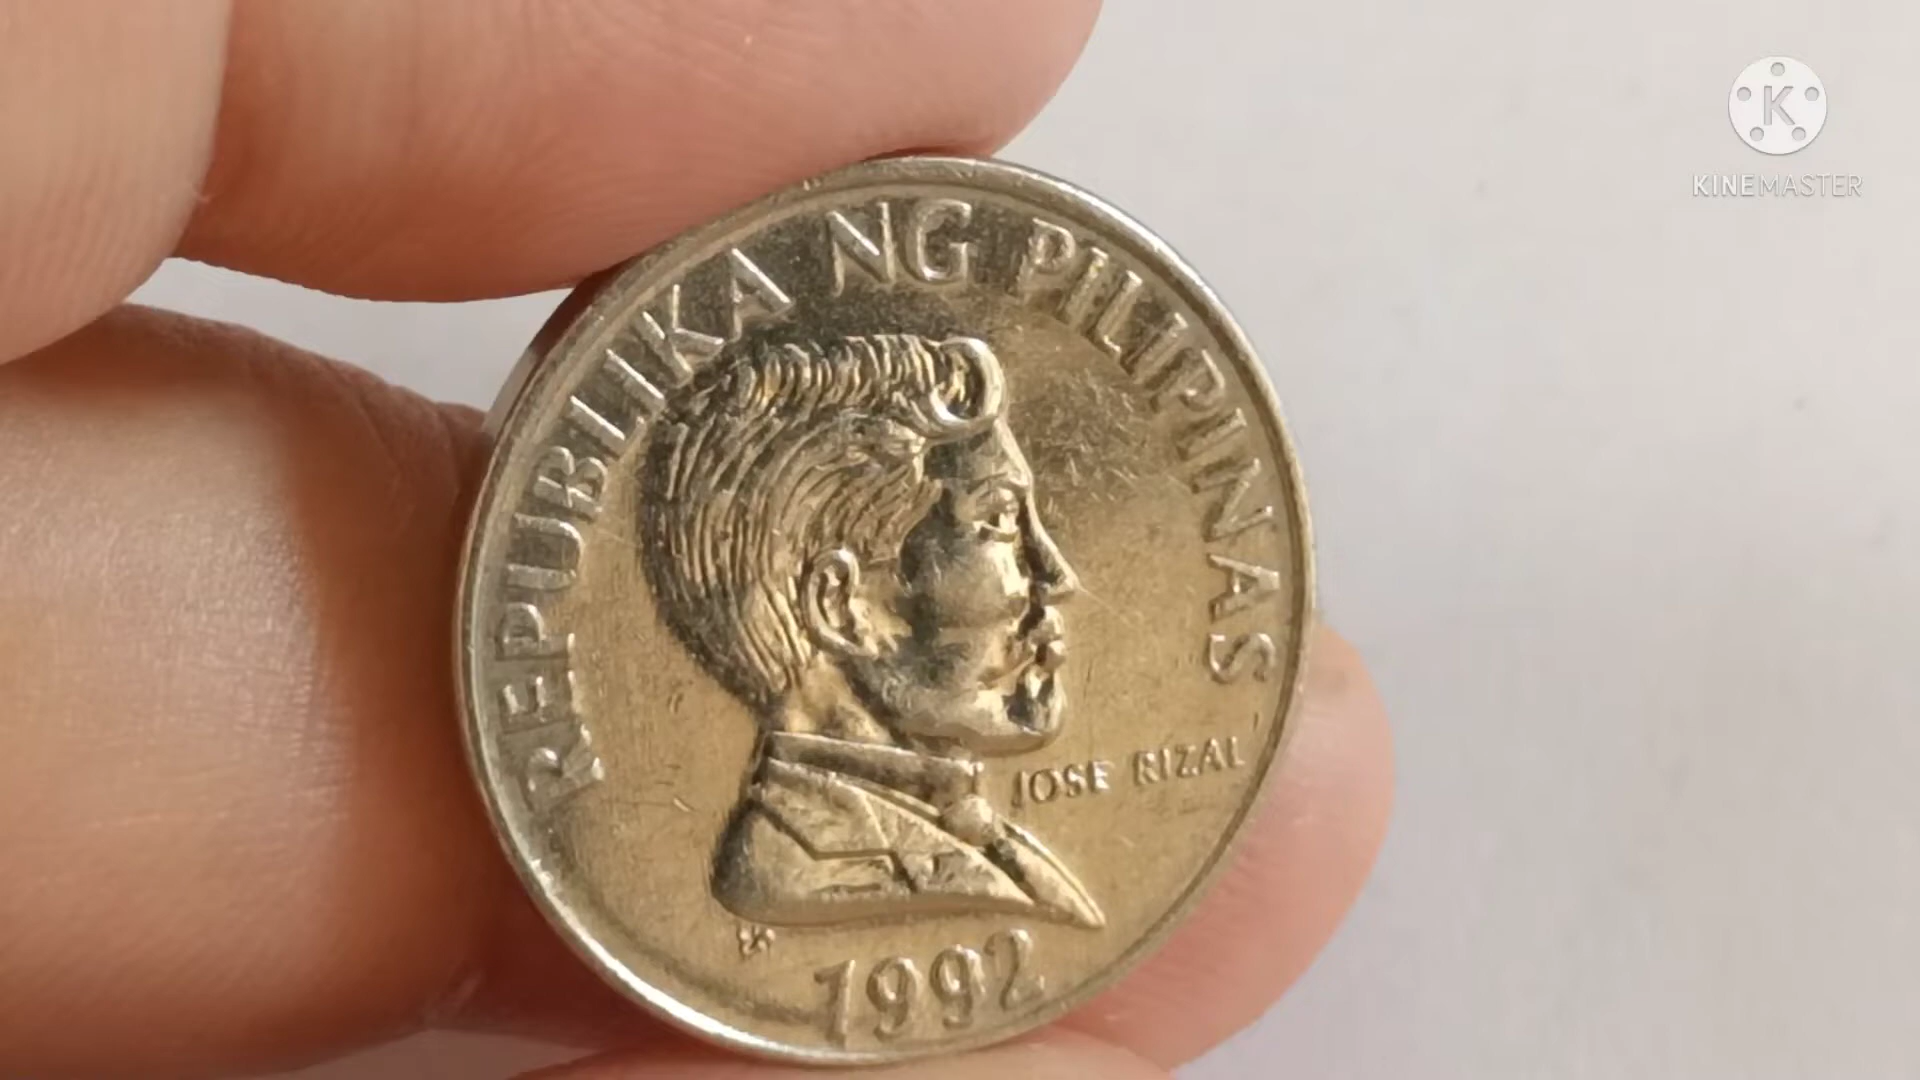 REPUBLIKA NG PILIPINAS
JOSE RIZAL
1992
K
KINEMASTER